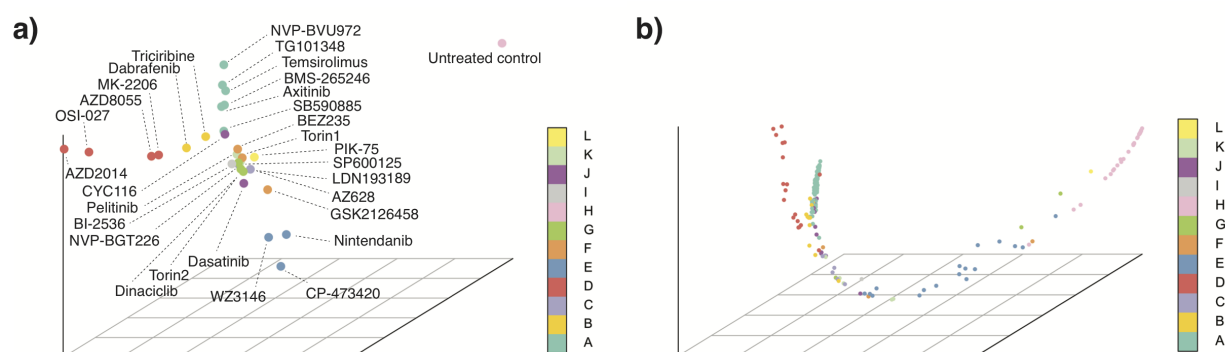 a)
b)
NVP-BVU972
TG101348
Temsirolimus
BMS-265246
Axitinib
SB590885
BEZ235
Torin1
PIK-75
SP600125
LDN193189
AZ628
GSK2126458
Nintendanib
CP-473420
WZ3146
Dasatinib
Torin2
Dinaciclib
NVP-BGT226
BI-2536
Pelitinib
CYC116
AZD2014
OSI-027
AZD8055
MK-2206
Dabrafenib
Triciribine
Untreated control
L
K
J
I
H
G
F
E
D
C
B
A
L
K
J
I
H
G
F
E
D
C
B
A